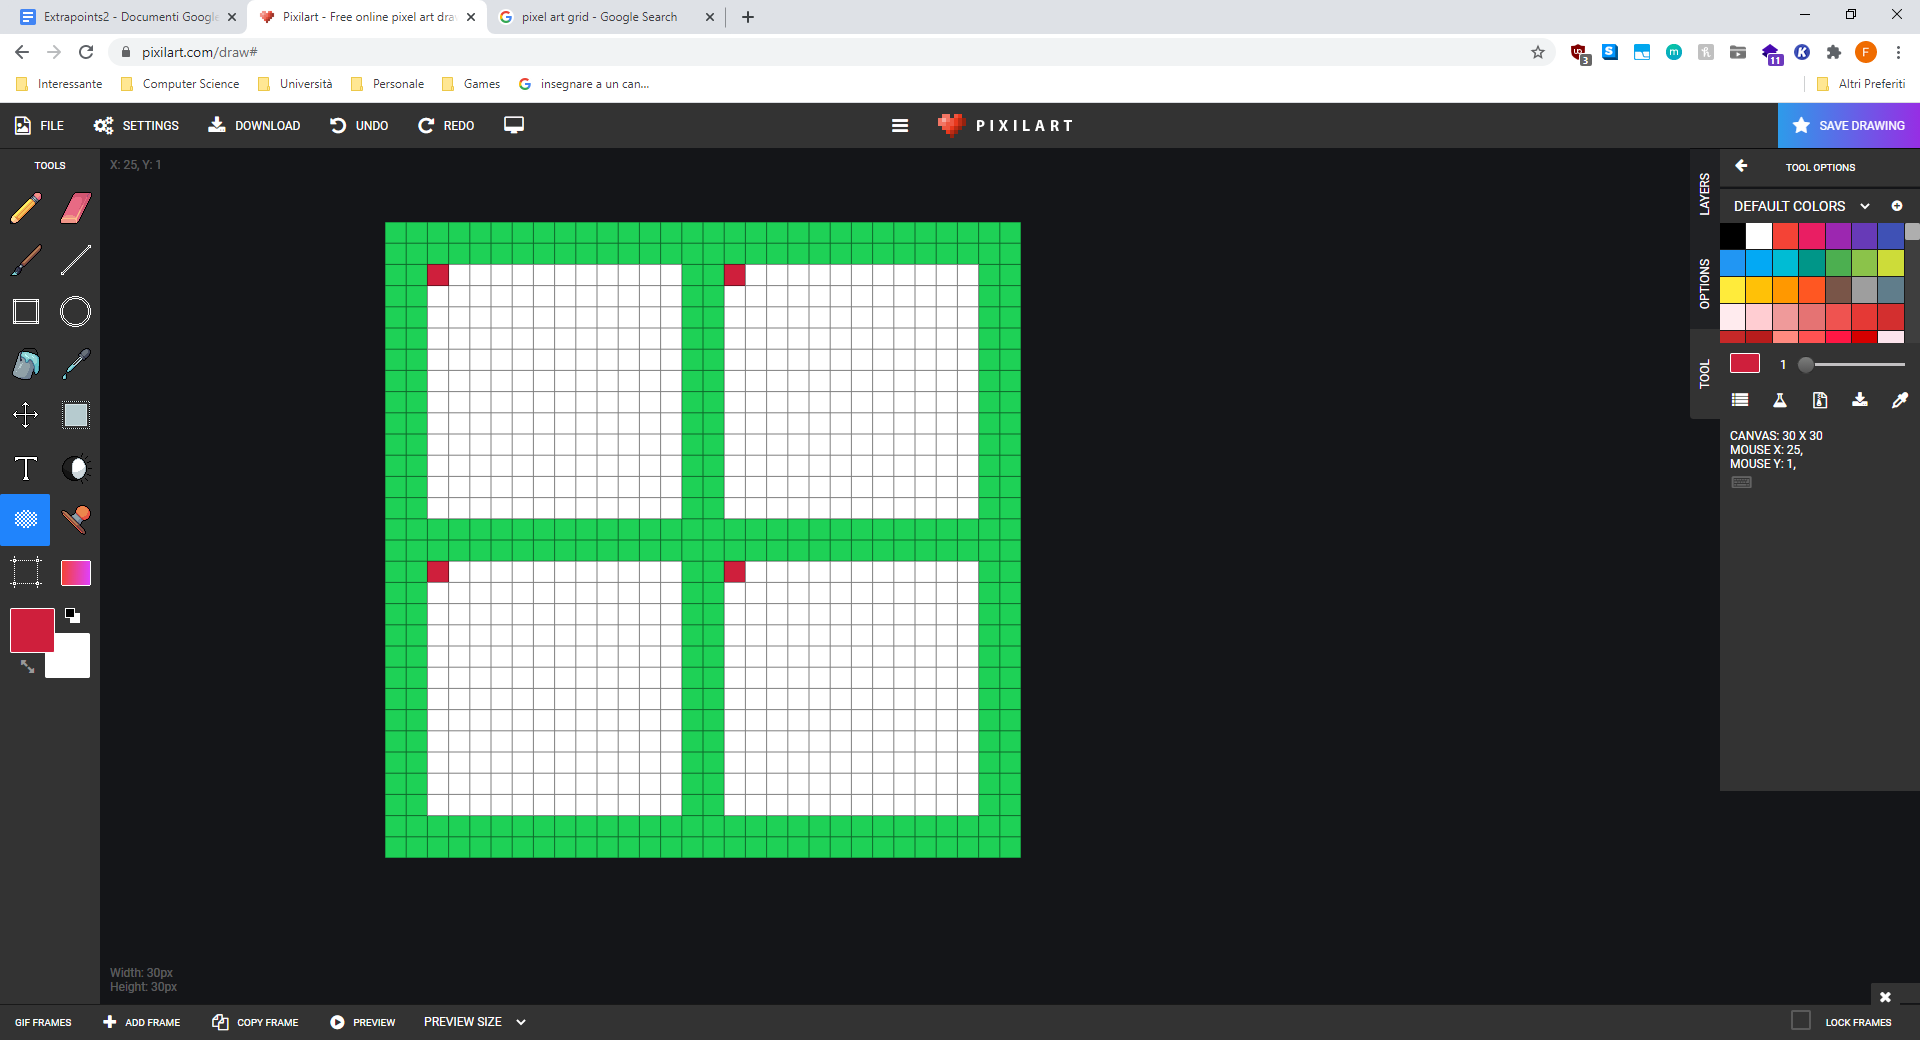 Extrapoints2 - Documenti Google
Pixilart - Free online pixel art dra
pixel art grid - Google Search
pixilart.com/draw#
3
S
m
11
K
F
Interessante
Computer Science
Università
Personale
Games
insegnare a un can...
Altri Preferiti
FILE
SETTINGS
DOWNLOAD
UNDO
REDO
PIXILART
SAVE DRAWING
TOOLS
X: 25, Y: 1
LAYERS
OPTIONS
TOOL
TOOL OPTIONS
DEFAULT COLORS
1
CANVAS: 30 X 30
MOUSE X: 25,
MOUSE Y: 1,
T
Width: 30px
Height: 30px
GIF FRAMES
ADD FRAME
COPY FRAME
PREVIEW
PREVIEW SIZE
LOCK FRAMES